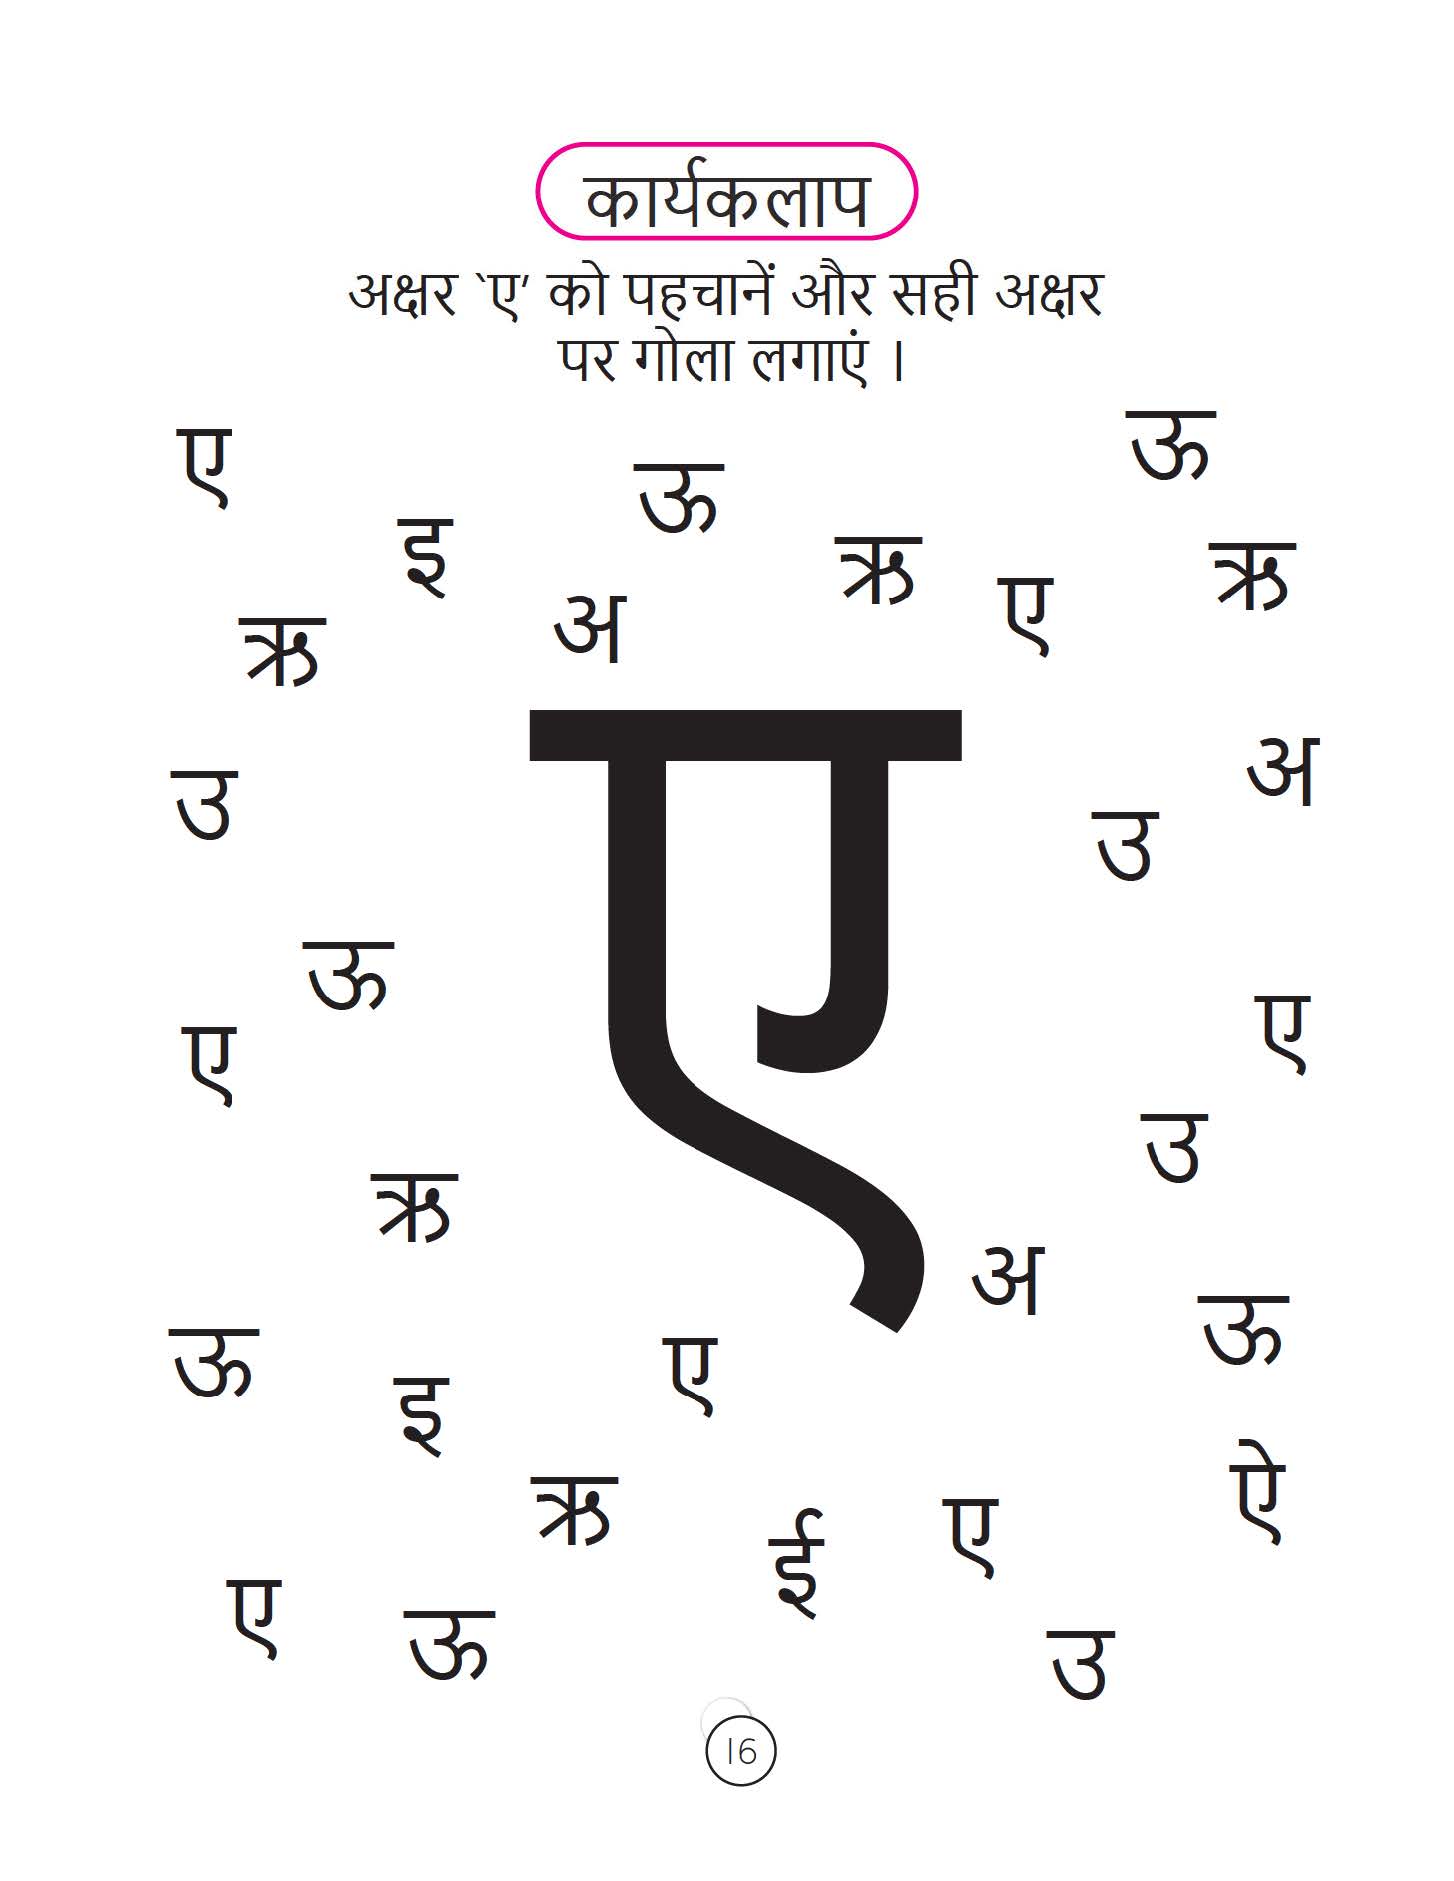 कार्यकलाप
अक्षर `ए’ को पहचानें और सही अक्षर
पर गोला लगाएं ।
ए
ऊ
ऊ
इ
ऋ
ए
ऋ
ऋ
अ
ए
उ
अ
उ
ऊ
ए
ए
उ
ऋ
अ
ऊ
ऊ
इ
ए
ऐ
ऋ
ई
ए
ए
ऊ
उ
16